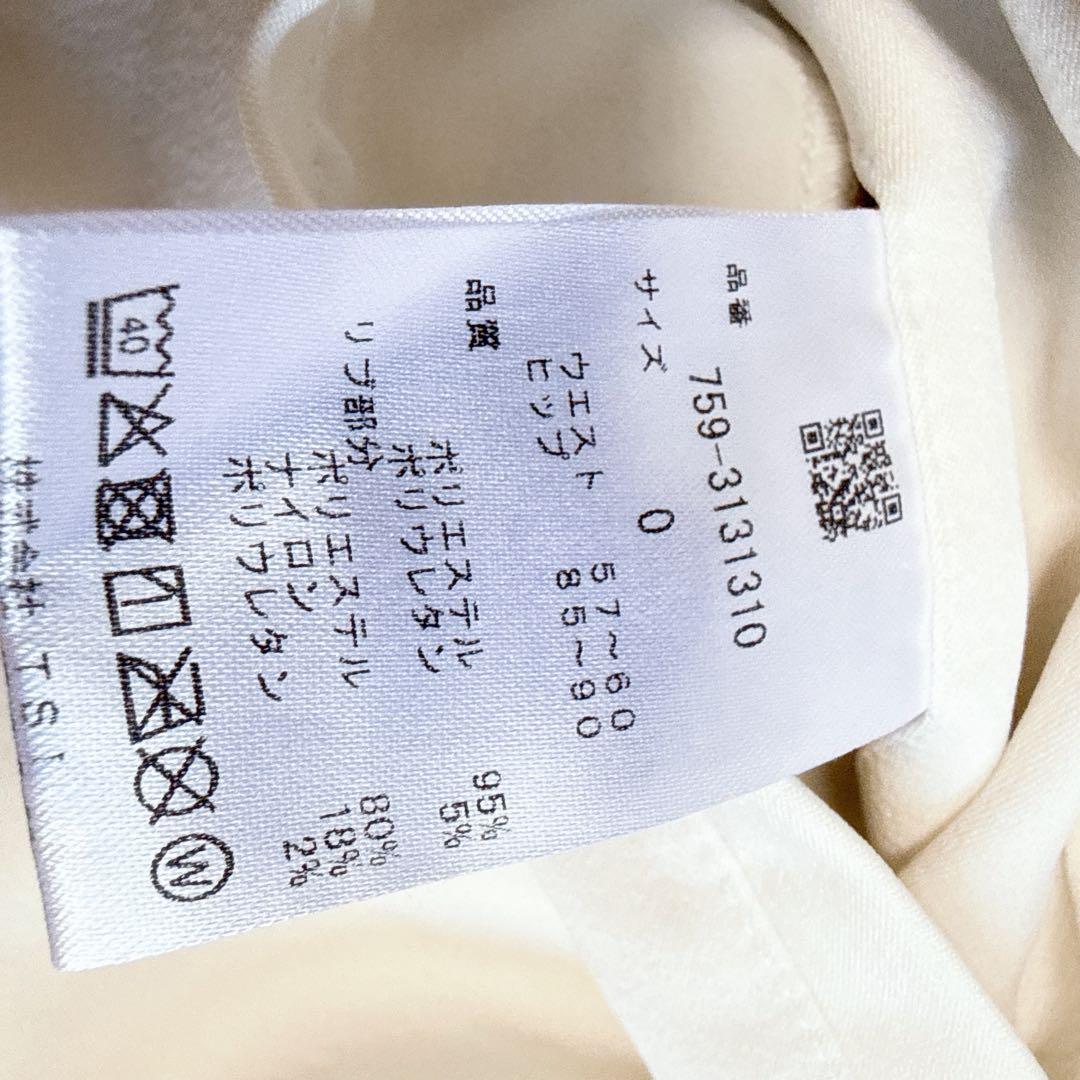 品番
759-3131310
サイズ
0
ウエスト 57~60
ヒップ 85~90
品質
ポリエステル 95%
ポリウレタン 5%
リブ部分
ポリエステル 80%
ナイロン 18%
ポリウレタン 2%
40
W
TSI